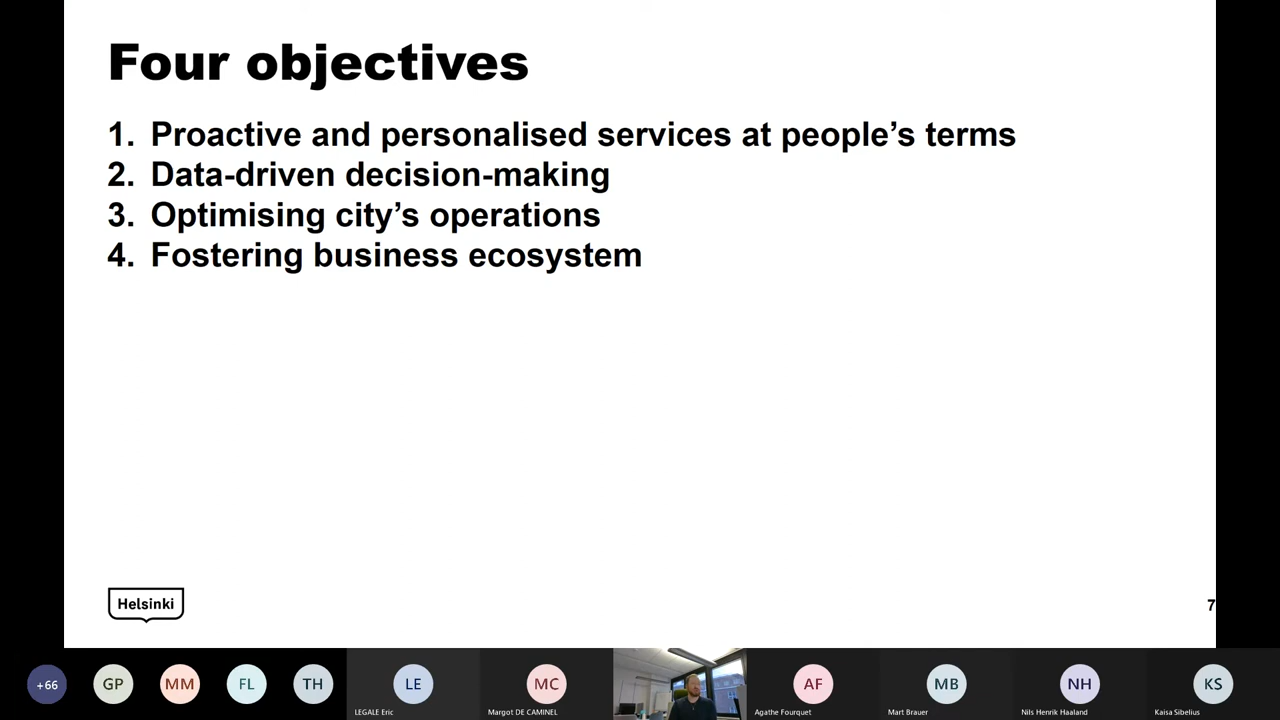 Four objectives
1. Proactive and personalised services at people’s terms
2. Data-driven decision-making
3. Optimising city’s operations
4. Fostering business ecosystem
Helsinki
7
+66
GP
MM
FL
TH
LE
LEGALE Eric
MC
Margot DE CAMINEL
AF
Agathe Fourquet
MB
Mart Brauer
NH
Nils Henrik Haaland
KS
Kaisa Sibelius